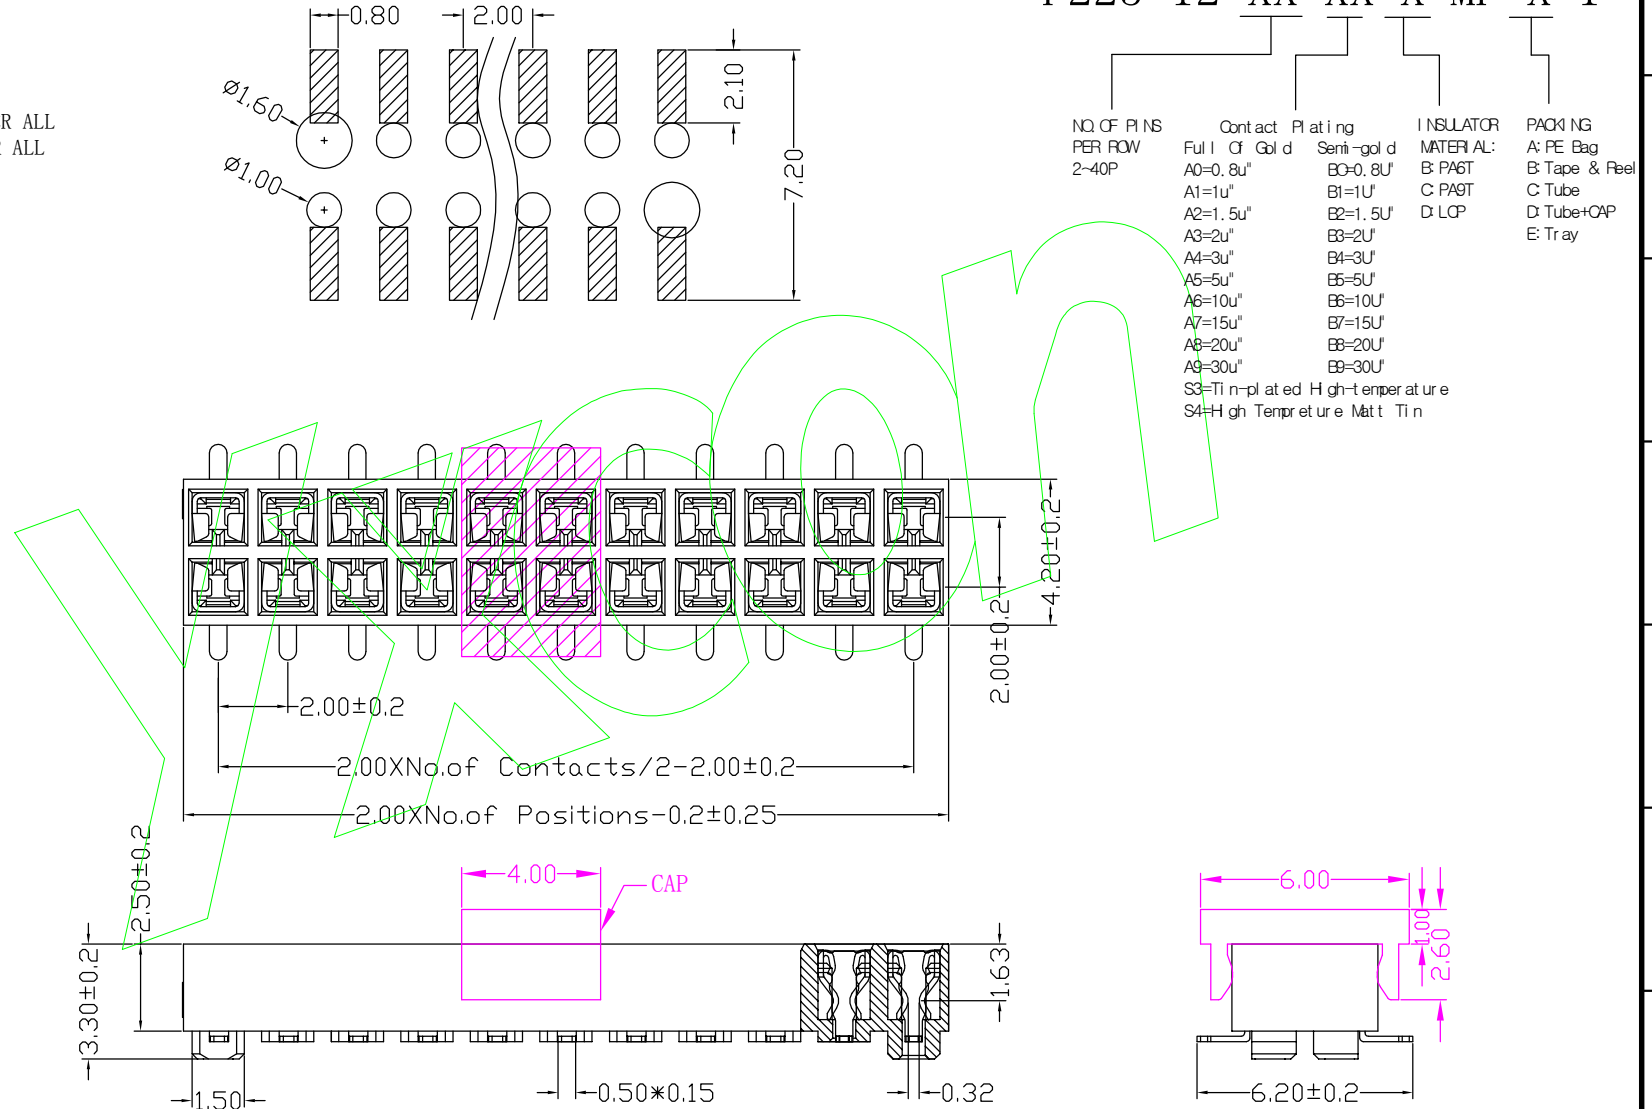 XX XX X MP X
0.80
2.00
Ø1.60
Ø1.00
2.10
7.20
R ALL
R ALL
NO. OF PINS
PER ROW
2~40P
Contact Plating
Full Of Gold Semi-gold
A0=0.8u" B0=0.8U"
A1=1u" B1=1U"
A2=1.5u" B2=1.5U"
A3=2u" B3=2U"
A4=3u" B4=3U"
A5=5u" B5=5U"
A6=10u" B6=10U"
A7=15u" B7=15U"
A8=20u" B8=20U"
A9=30u" B9=30U"
S3=Tin-plated High-temperature
S4=High Tempreture Matt Tin
INSULATOR
MATERIAL:
B: PA6T
C: PA9T
D: LCP
PACKING
A: PE Bag
B: Tape & Reel
C: Tube
D: Tube+CAP
E: Tray
4.20±0.2
2.00±0.2
2.00±0.2
2.00XNo.of Contacts/2-2.00±0.2
2.00XNo.of Positions-0.2±0.25
2.50±0.2
3.30±0.2
4.00
CAP
1.63
1.50
0.50*0.15
0.32
6.00
1.00
2.60
6.20±0.2